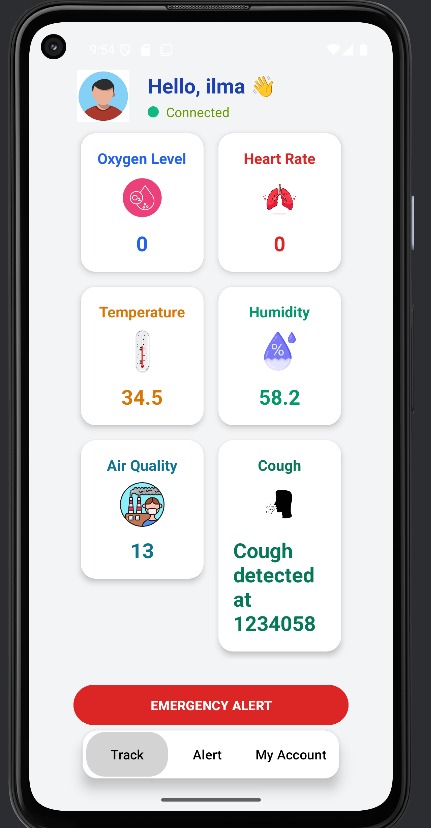 9:54
Hello, ilma 👋
Connected
Oxygen Level
O₂
0
Heart Rate
0
Temperature
34.5
Humidity
%
58.2
Air Quality
13
Cough
Cough
detected
at
1234058
EMERGENCY ALERT
Track
Alert
My Account